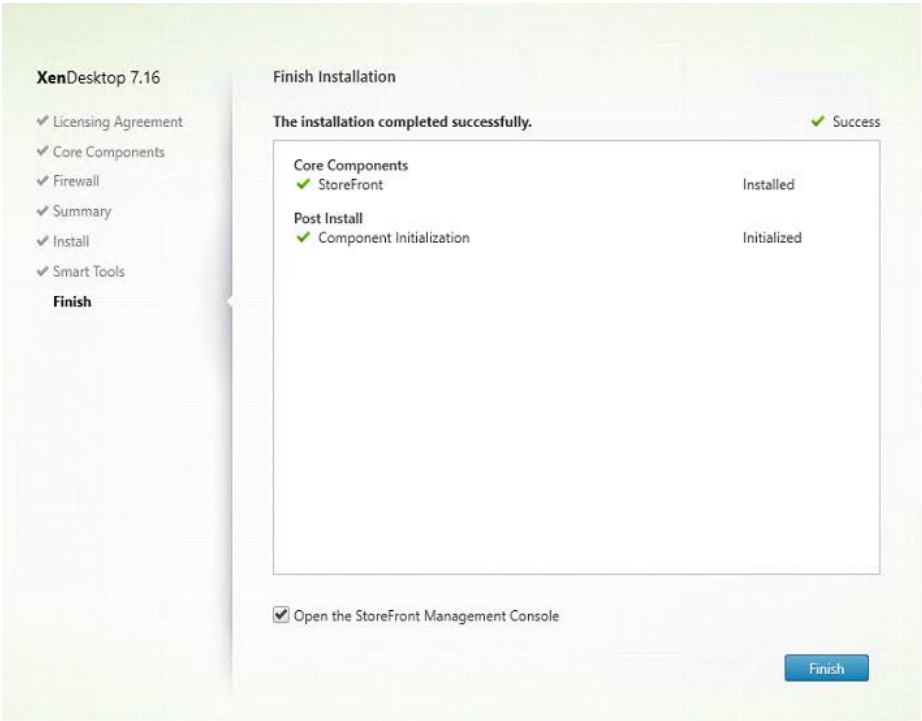 XenDesktop 7.16
Licensing Agreement
Core Components
Firewall
Summary
Install
Smart Tools
Finish
Finish Installation
The installation completed successfully.
Success
Core Components
StoreFront Installed
Post Install
Component Initialization Initialized
Open the StoreFront Management Console
Finish